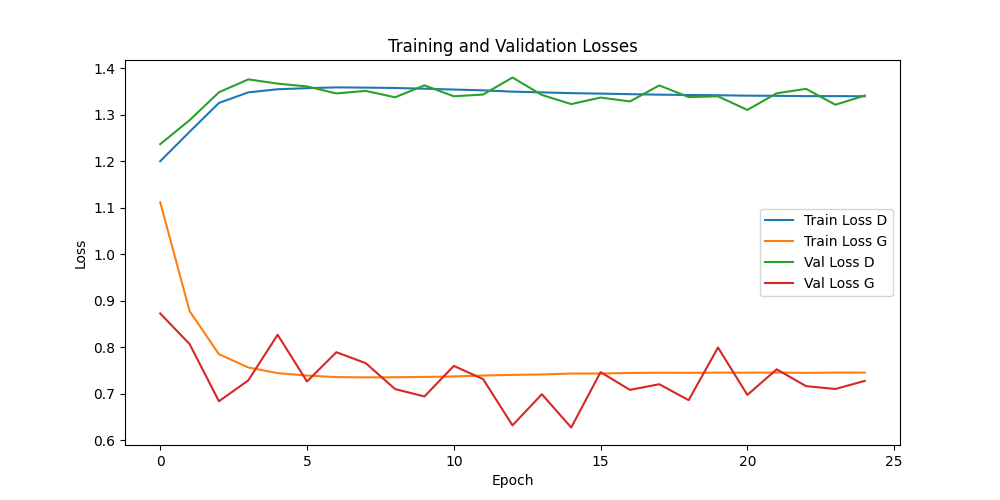 Training and Validation Losses
1.4
1.3
1.2
1.1
1.0
0.9
0.8
0.7
0.6
Loss
Train Loss D
Train Loss G
Val Loss D
Val Loss G
0 5 10 15 20 25
Epoch